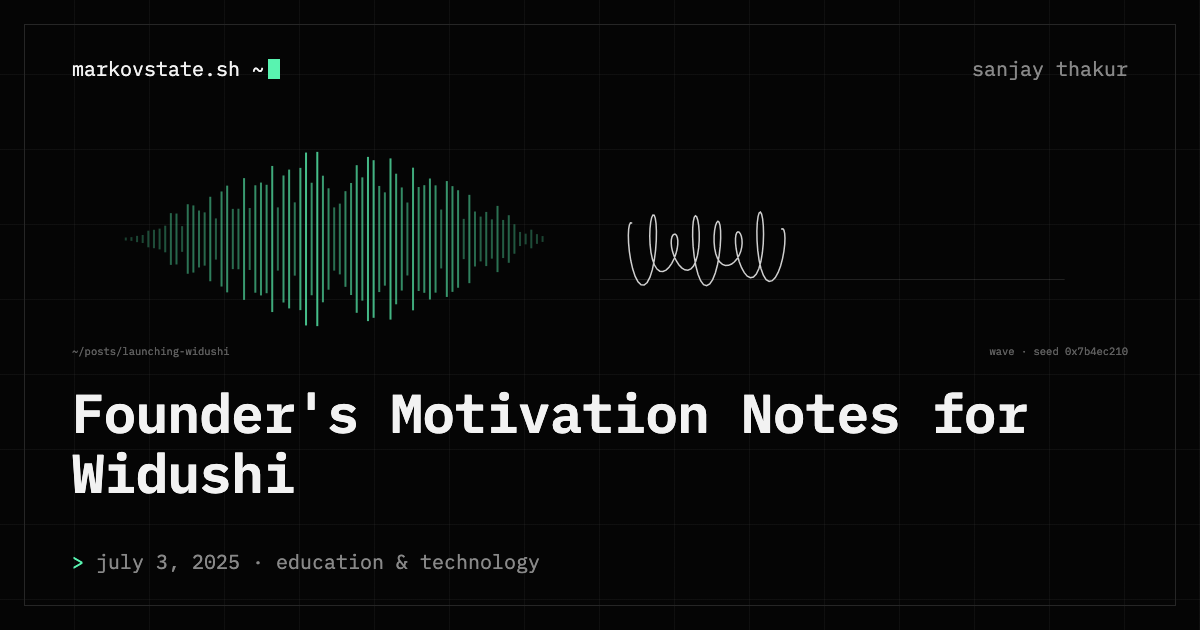 markovstate.sh ~
sanjay thakur
~/posts/launching-widushi
wave · seed 0x7b4ec210
Founder's Motivation Notes for
Widushi
> july 3, 2025 · education & technology